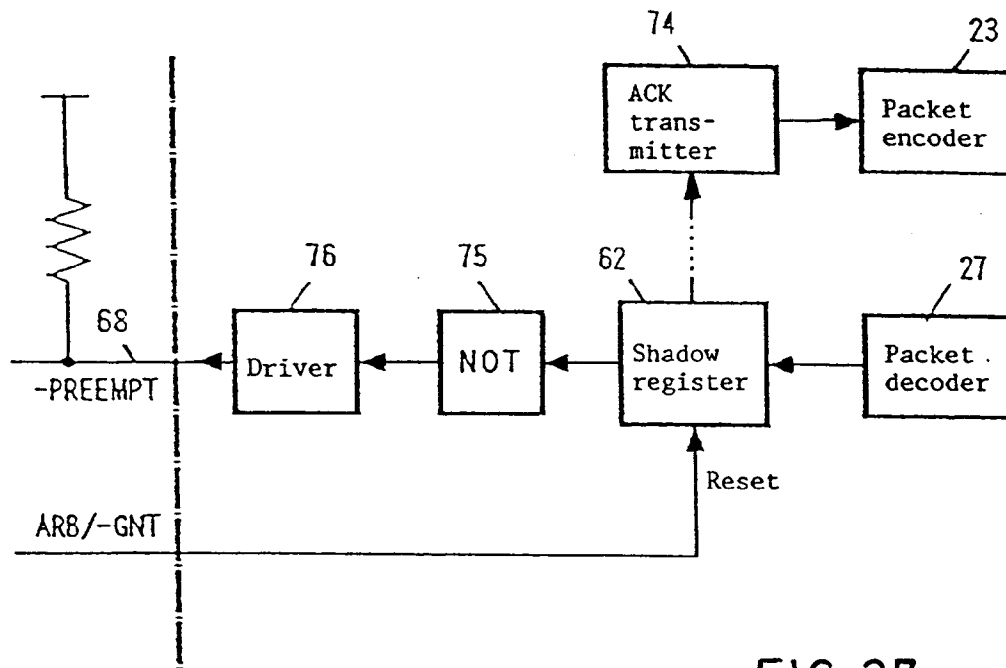 74
23
ACK
trans-
mitter
Packet
encoder
76
75
62
27
68
Driver
NOT
Shadow
register
Packet
decoder
-PREEMPT
Reset
ARB/-GNT